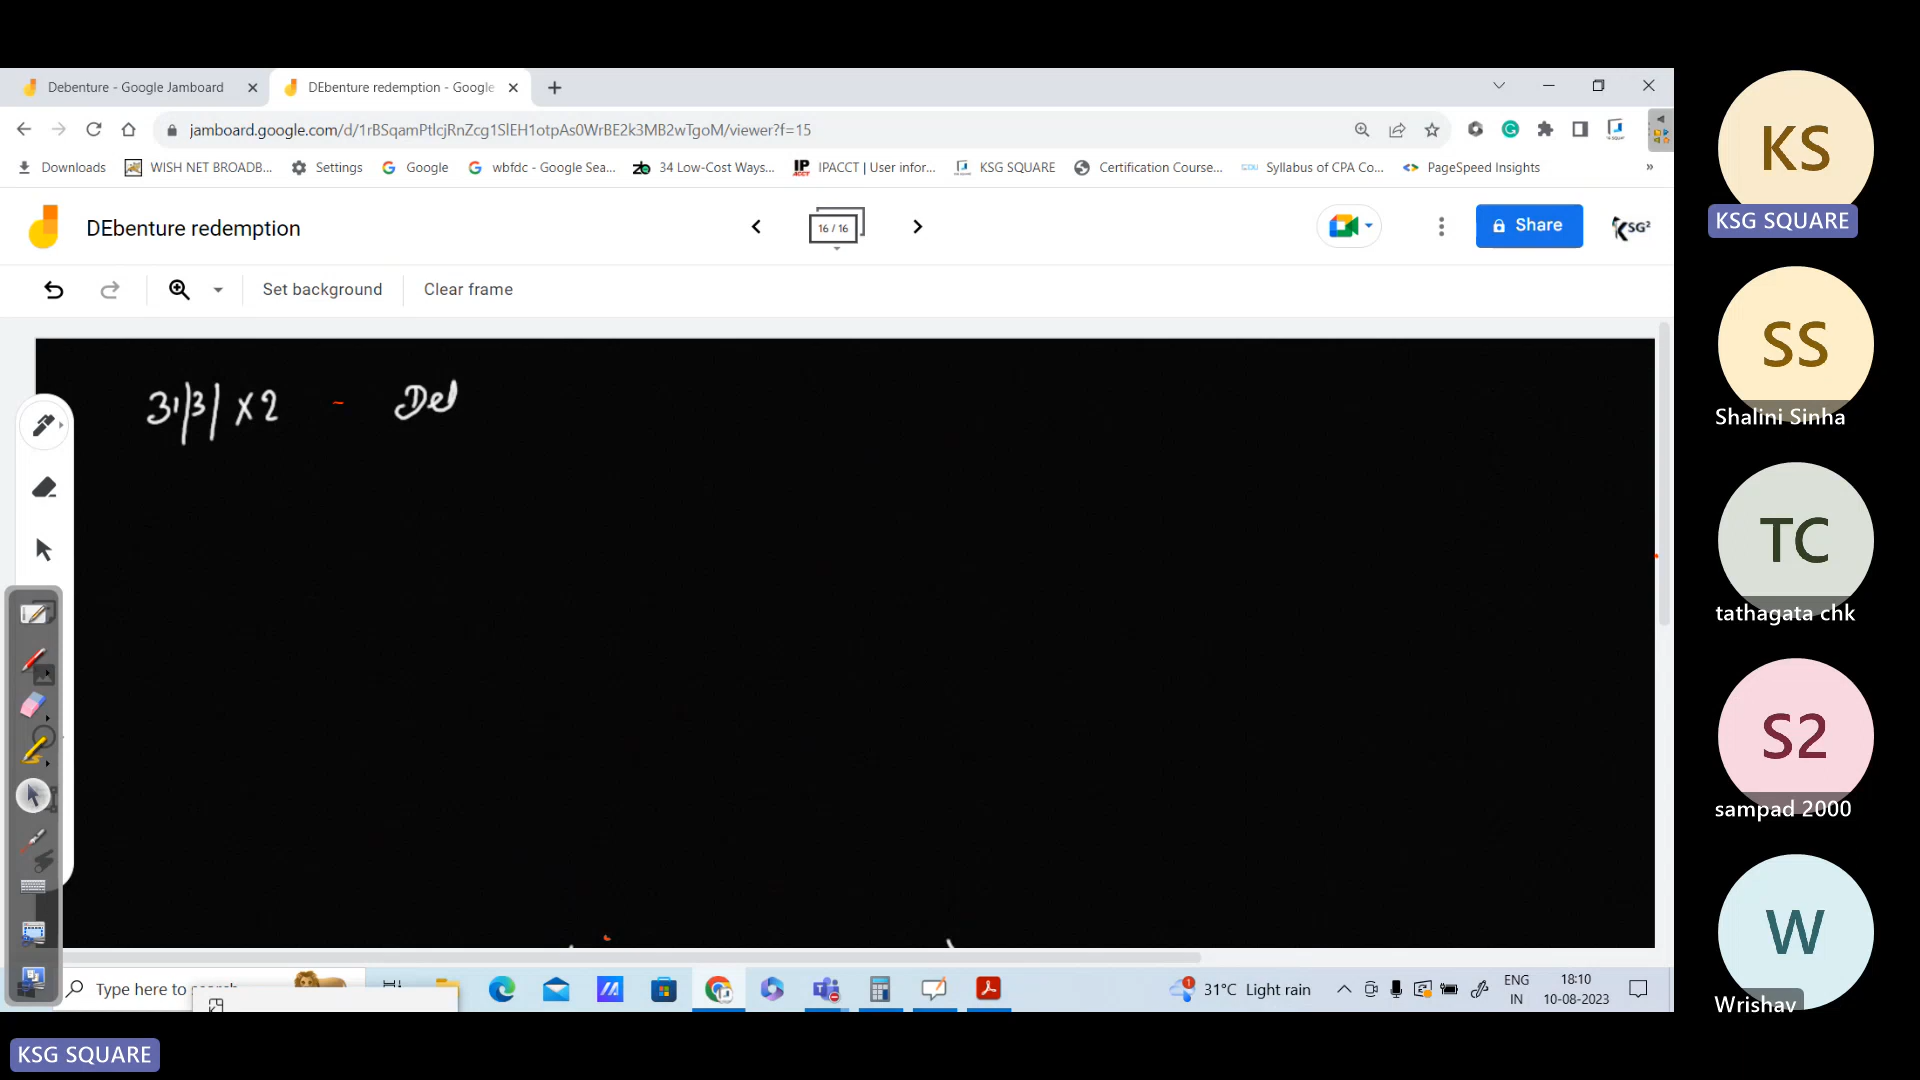 Debenture - Google Jamboard
DEbenture redemption - Google
jamboard.google.com/d/1rBSqamPtlcjRnZcg1SlEH1otpAs0WrBE2k3MB2wTgoM/viewer?f=15
Downloads
WISH NET BROADB...
Settings
Google
wbfdc - Google Sea...
34 Low-Cost Ways...
IPACCT | User infor...
KSG SQUARE
Certification Course...
Syllabus of CPA Co...
PageSpeed Insights
»
DEbenture redemption
16 / 16
Share
KSG²
Set background
Clear frame
31/3/ X2 - Deb
Type here to search
31°C Light rain
ENG
IN
18:10
10-08-2023
KS
KSG SQUARE
SS
Shalini Sinha
TC
tathagata chk
S2
sampad 2000
W
Wrishav
KSG SQUARE